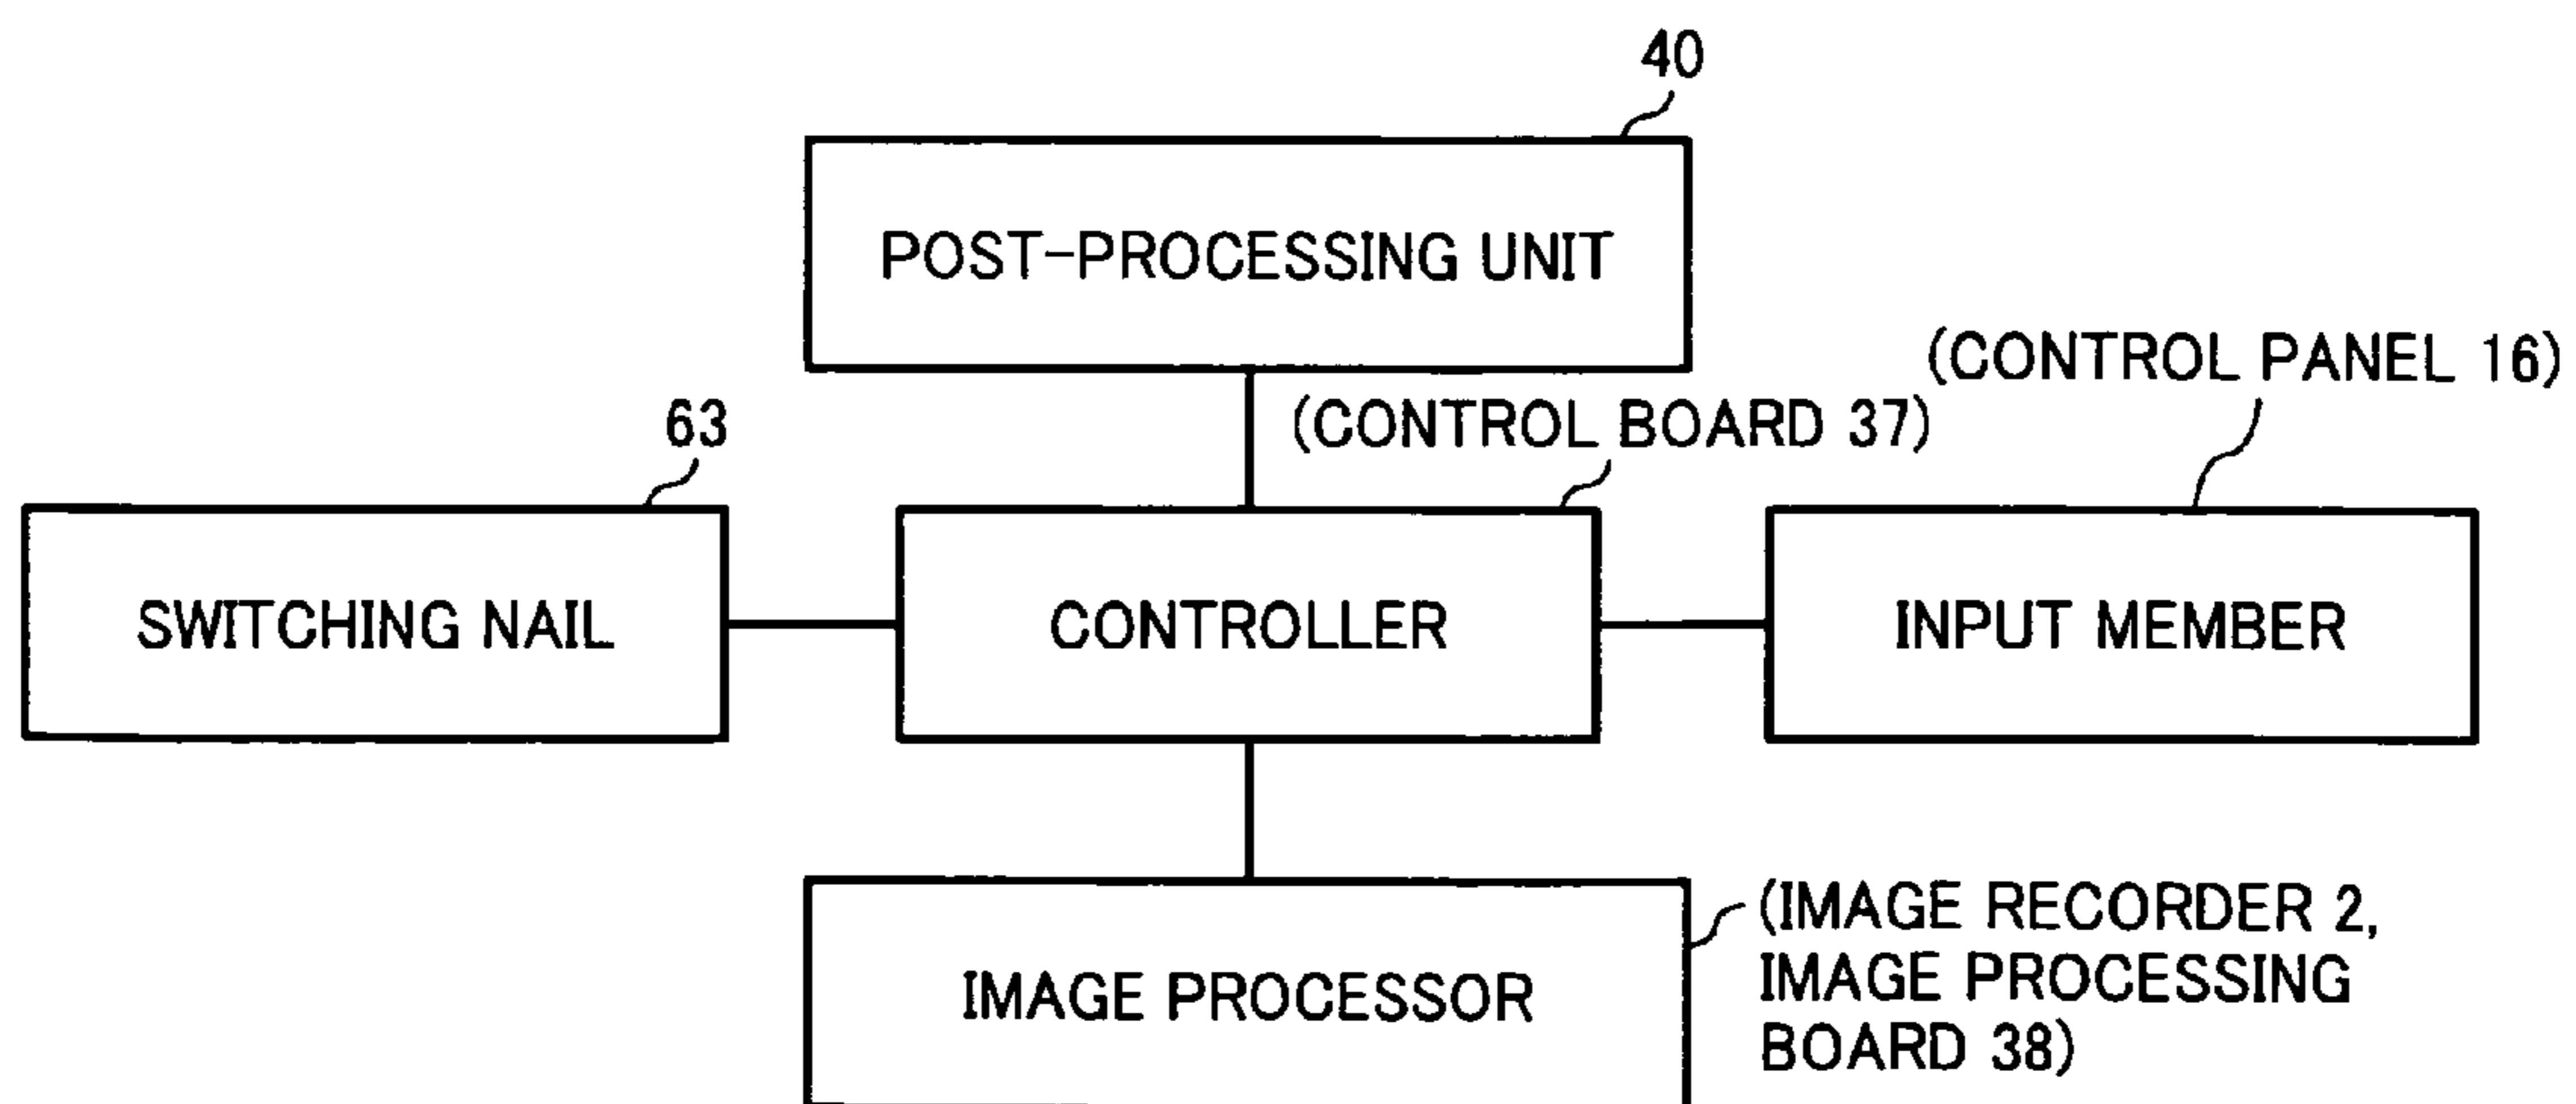 40
POST-PROCESSING UNIT
(CONTROL PANEL 16)
(CONTROL BOARD 37)
63
SWITCHING NAIL
CONTROLLER
INPUT MEMBER
IMAGE PROCESSOR
(IMAGE RECORDER 2,
IMAGE PROCESSING
BOARD 38)